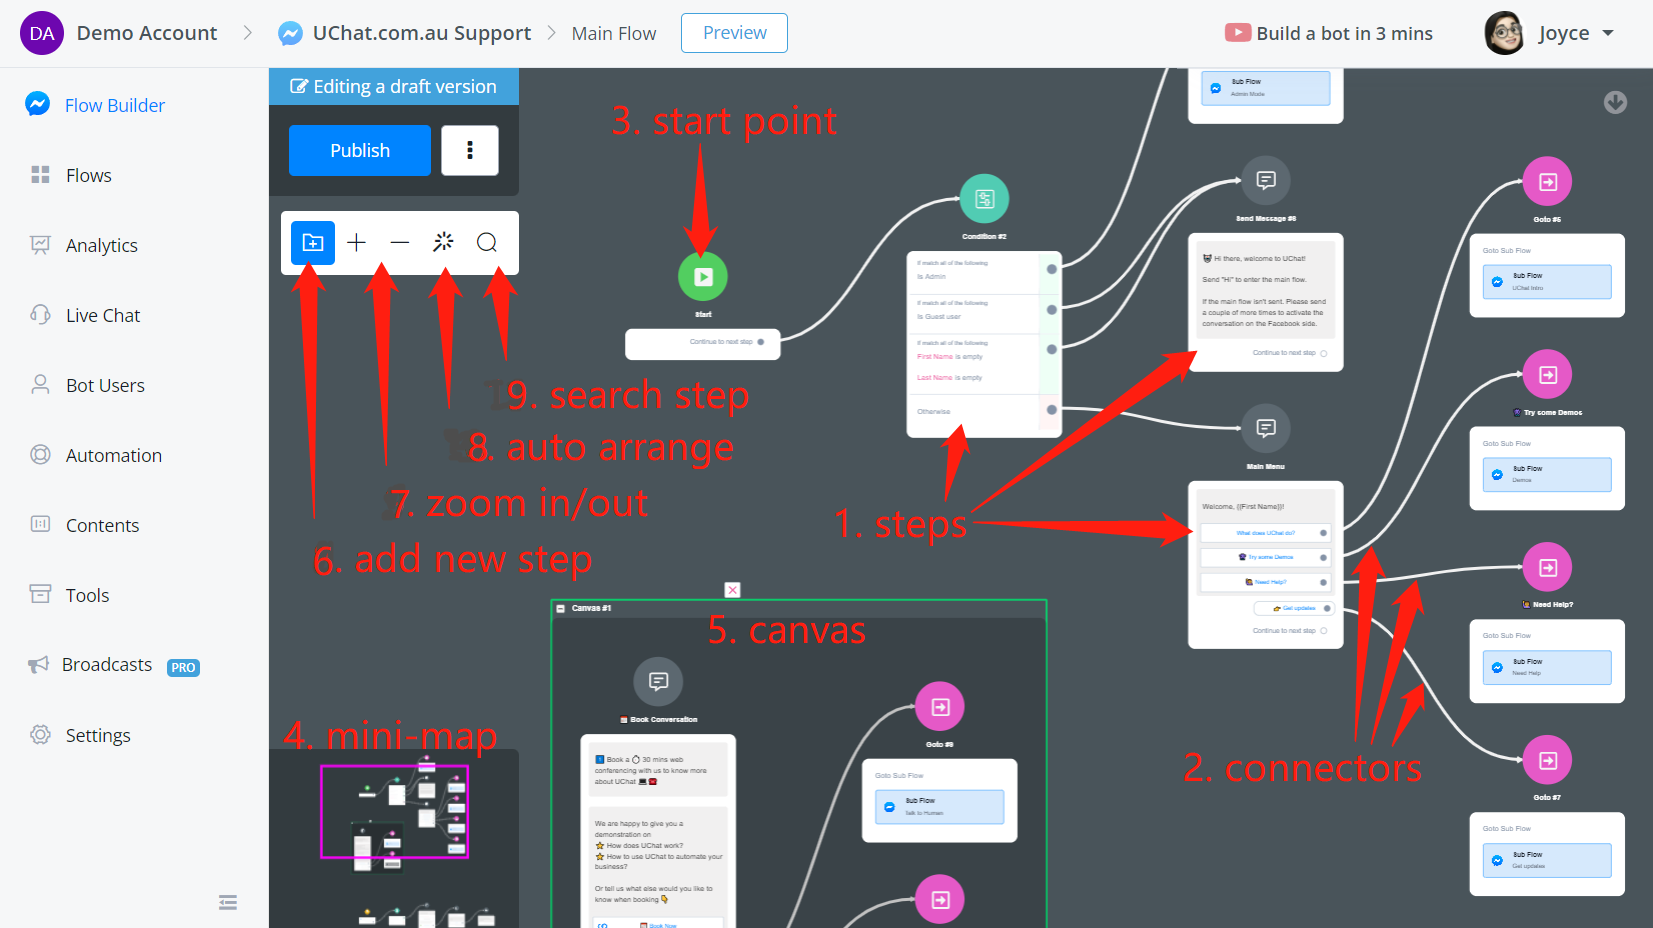 DA Demo Account
UChat.com.au Support
Main Flow
Preview
Build a bot in 3 mins
Joyce
Flow Builder
Flows
Analytics
Live Chat
Bot Users
Automation
Contents
Tools
Broadcasts PRO
Settings
Editing a draft version
Publish
3. start point
Start
Continue to next step
9. search step
8. auto arrange
7. zoom in/out
6. add new step
1. steps
2. connectors
4. mini-map
5. canvas
Condition #2
If match all of the following
Is Admin
If match all of the following
Is Guest user
If match all of the following
First Name is empty
Last Name is empty
Otherwise
Sub Flow
Admin Mode
Send Message #6
Hi there, welcome to UChat!
Send "Hi" to enter the main flow.
If the main flow isn't sent. Please send
a couple of more times to activate the
conversation on the Facebook side.
Continue to next step
Main Menu
Welcome, {{First Name}}!
What does UChat do?
Try some Demos
Need Help?
Get updates
Continue to next step
Goto #5
Goto Sub Flow
Sub Flow
UChat Intro
Try some Demos
Goto Sub Flow
Sub Flow
Demos
Need Help?
Goto Sub Flow
Sub Flow
Need Help
Goto #7
Goto Sub Flow
Sub Flow
Get updates
Canvas #1
Book Conversation
Book a 30 mins web
conferencing with us to know more
about UChat
We are happy to give you a
demonstration on
How does UChat work?
How to use UChat to automate your
business?
Or tell us what else would you like to
know when booking
Book Now
Goto #8
Goto Sub Flow
Sub Flow
talk to Human